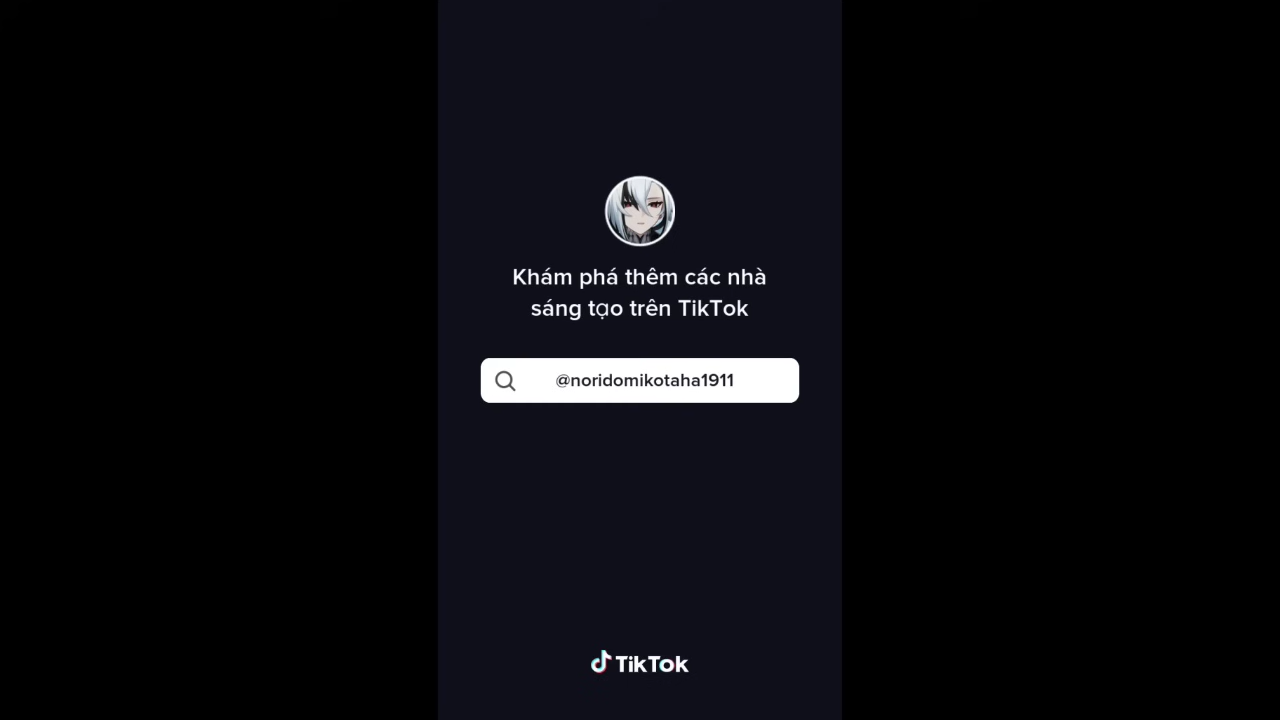 Khám phá thêm các nhà
sáng tạo trên TikTok
@noridomikotaha1911
TikTok